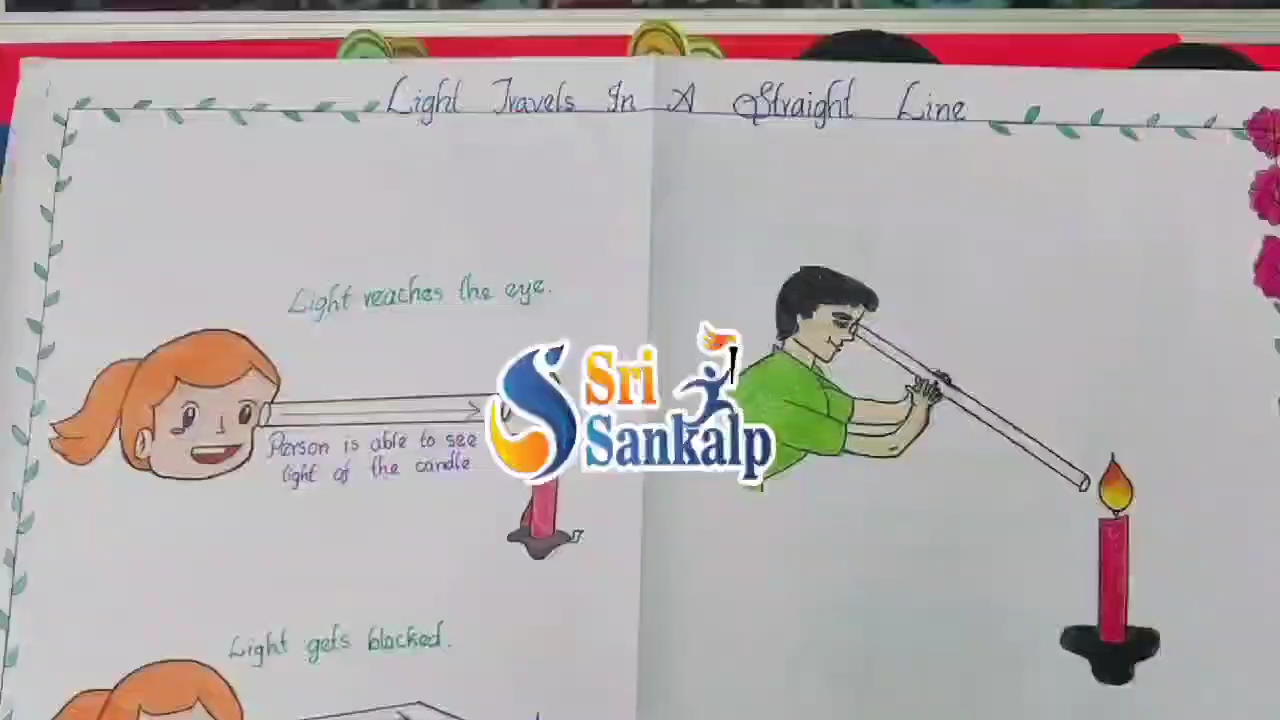 Light Travels In A Straight Line
Light reaches the eye.
Person is able to see
light of the candle
Sri
Sankalp
Light gets blocked.